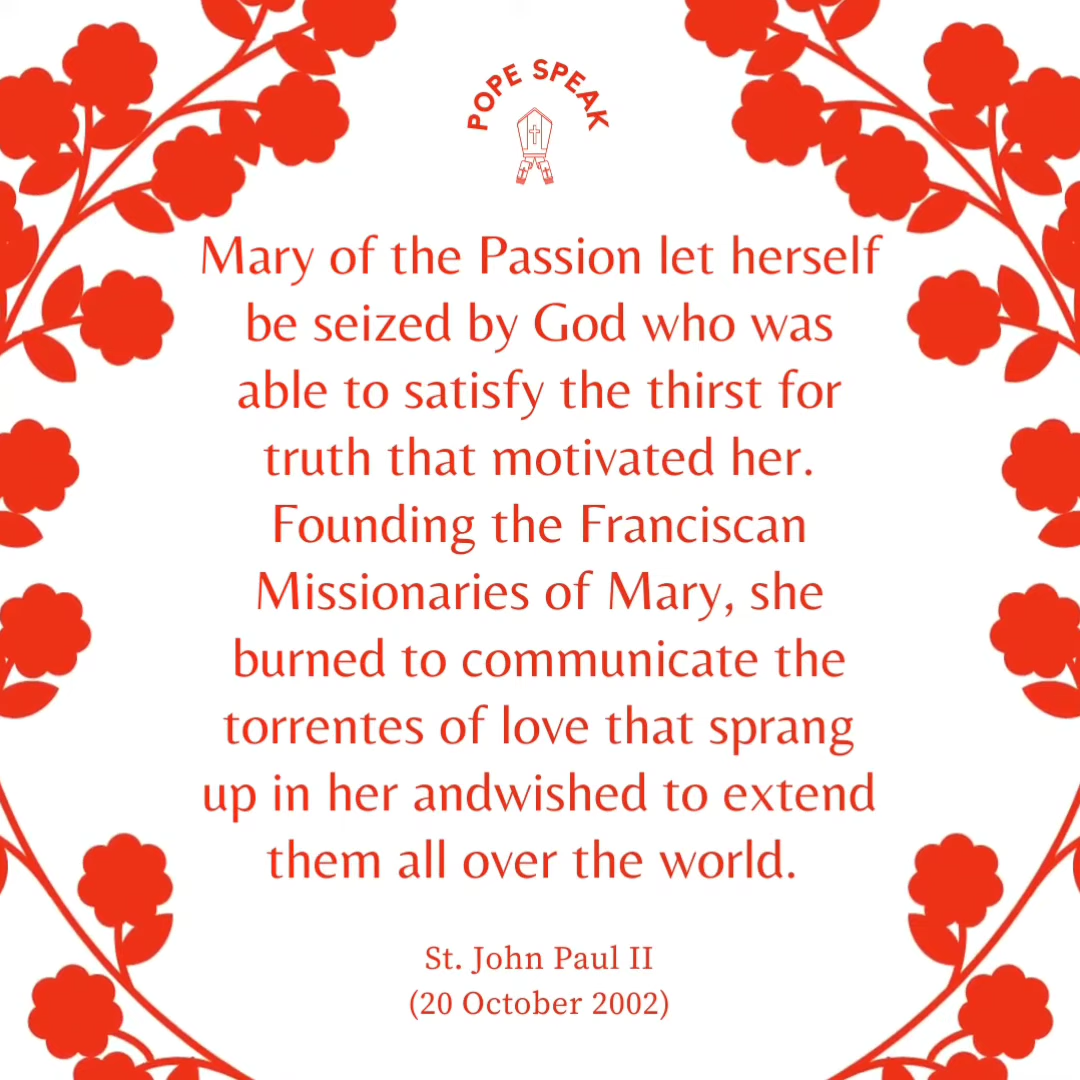 POPE SPEAK
Mary of the Passion let herself
be seized by God who was
able to satisfy the thirst for
truth that motivated her.
Founding the Franciscan
Missionaries of Mary, she
burned to communicate the
torrentes of love that sprang
up in her andwished to extend
them all over the world.
St. John Paul II
(20 October 2002)